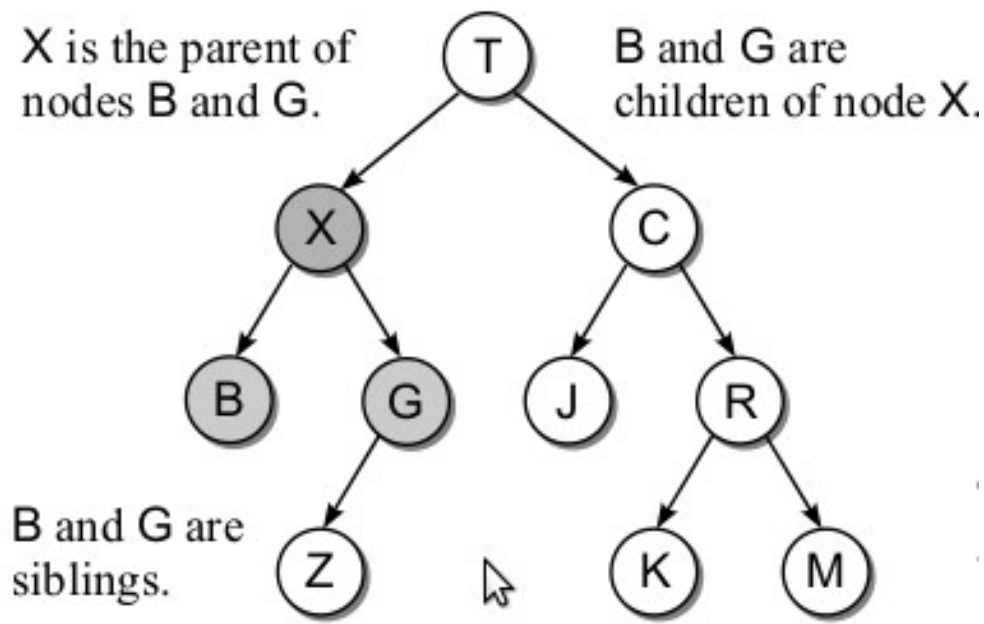 X is the parent of
nodes B and G.
B and G are
children of node X.
T
X
C
B
G
J
R
B and G are
siblings.
Z
K
M